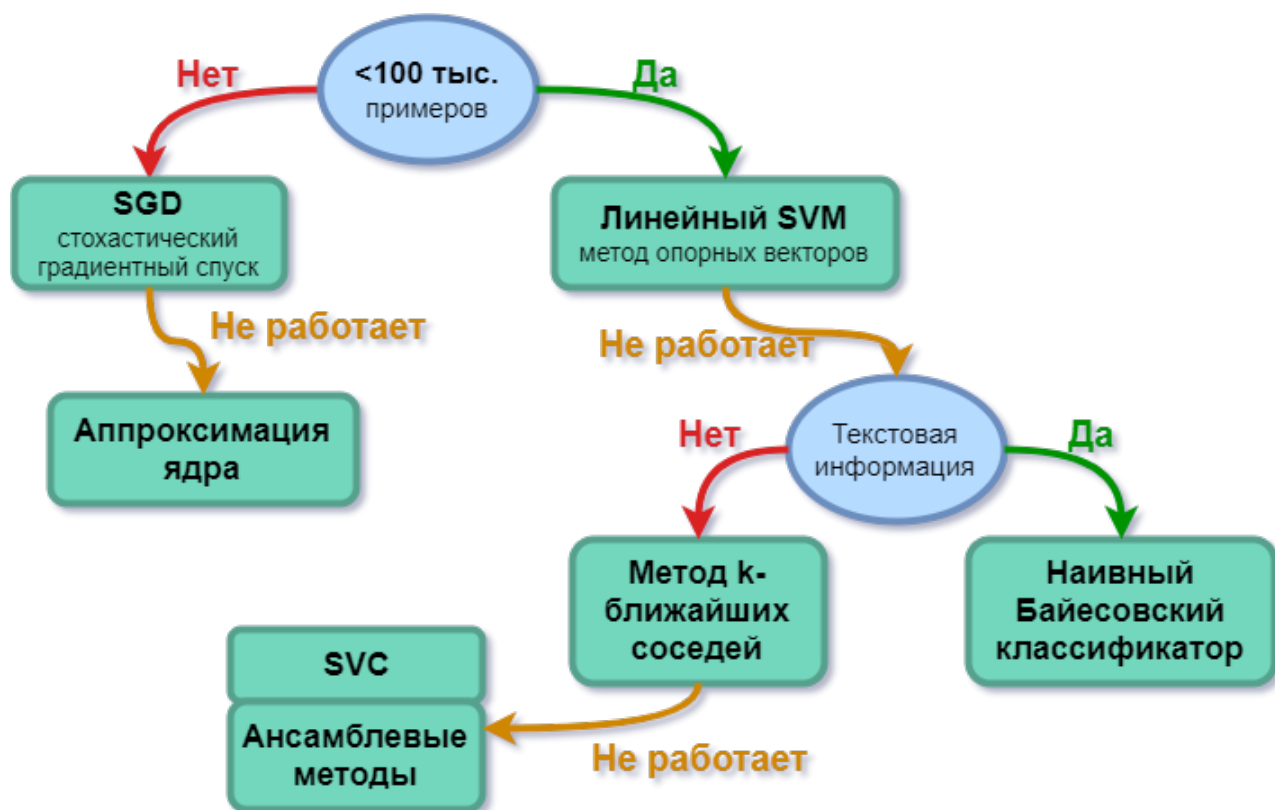 <100 тыс.
примеров
Нет
Да
SGD
стохастический
градиентный спуск
Линейный SVM
метод опорных векторов
Не работает
Не работает
Аппроксимация
ядра
Текстовая
информация
Нет
Да
Метод k-
ближайших
соседей
Наивный
Байесовский
классификатор
SVC
Ансамблевые
методы
Не работает